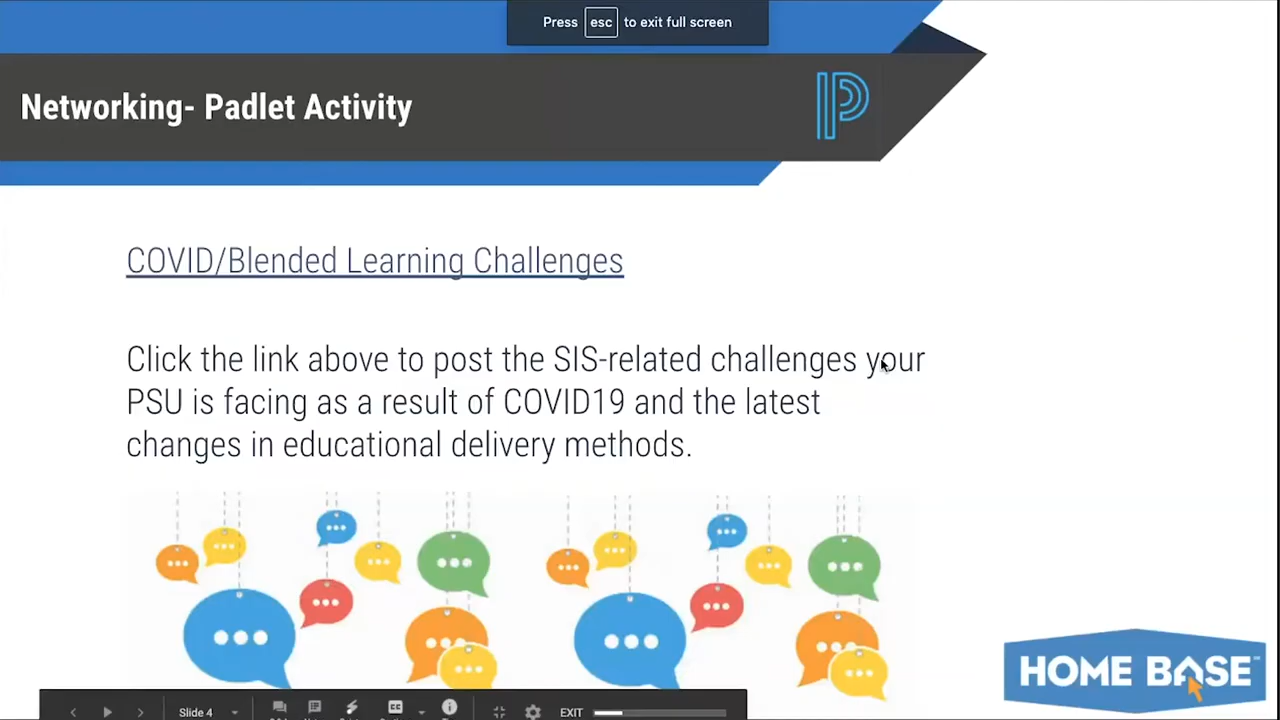 Press esc to exit full screen
Networking- Padlet Activity
COVID/Blended Learning Challenges
Click the link above to post the SIS-related challenges your
PSU is facing as a result of COVID19 and the latest
changes in educational delivery methods.
HOME BASE
Slide 4
EXIT